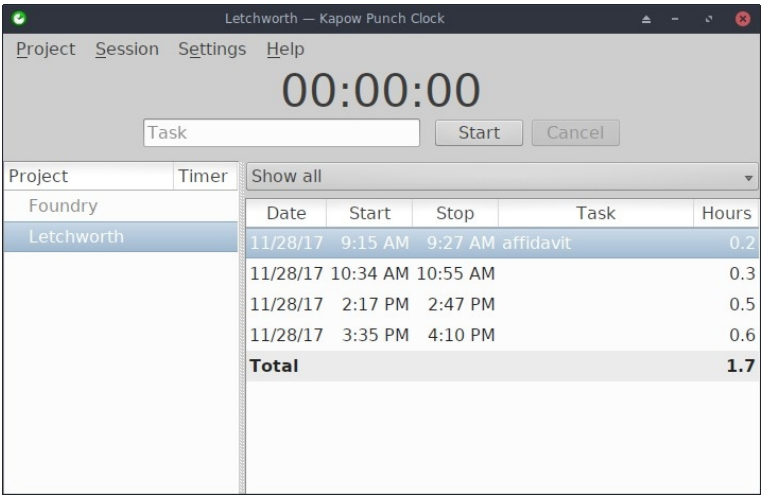 Letchworth — Kapow Punch Clock
Project Session Settings Help
00:00:00
Task Start Cancel
Project Timer Show all
Foundry
Letchworth
Date Start Stop Task Hours
11/28/17 9:15 AM 9:27 AM affidavit 0.2
11/28/17 10:34 AM 10:55 AM 0.3
11/28/17 2:17 PM 2:47 PM 0.5
11/28/17 3:35 PM 4:10 PM 0.6
Total 1.7